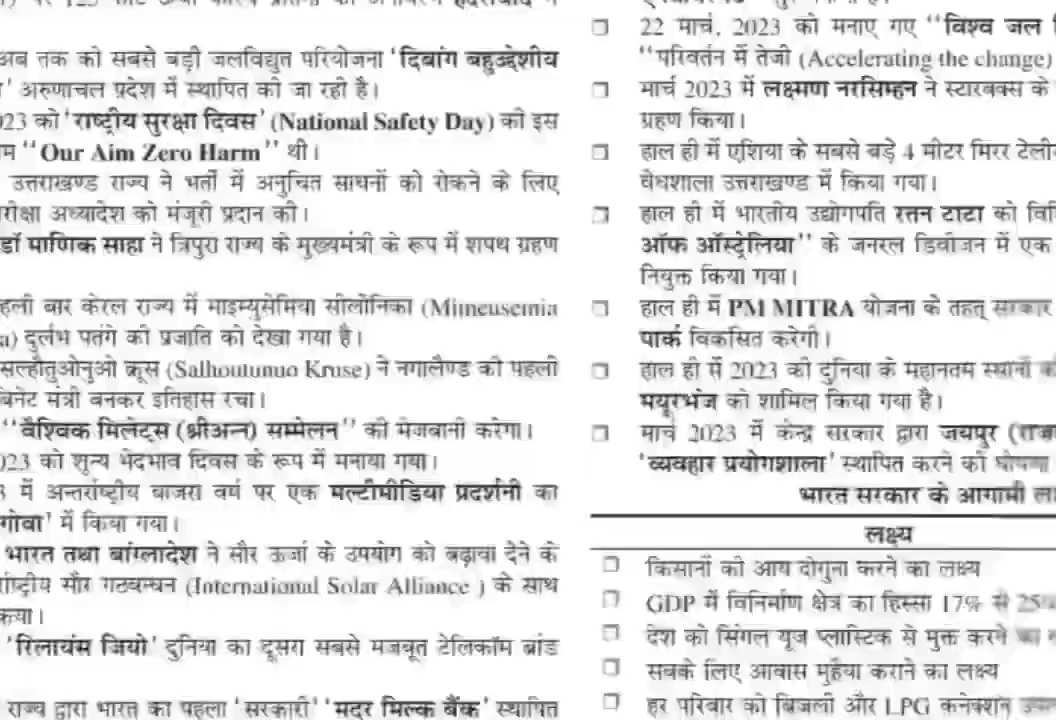 अब तक को सबसे बड़ी जलविद्युत परियोजना 'दिबांग बहुउद्देशीय
' अरुणाचल प्रदेश में स्थापित की जा रही है।
23 को 'राष्ट्रीय सुरक्षा दिवस' (National Safety Day) की इस
म "Our Aim Zero Harm" थी।
उत्तराखण्ड राज्य ने भर्ती में अनुचित साधनों को रोकने के लिए
रीक्षा अध्यादेश को मंजूरी प्रदान की।
डॉ माणिक साहा ने त्रिपुरा राज्य के मुख्यमंत्री के रूप में शपथ ग्रहण
हली बार केरल राज्य में माइम्युसेमिया सीलोनिका (Mimeusemia
a) दुर्लभ पतंगे की प्रजाति को देखा गया है।
सल्हौतुओनुओ क्रूस (Salhoutunuo Kruse) ने नगालैण्ड की पहली
बिनेट मंत्री बनकर इतिहास रचा।
"वैश्विक मिलेट्स (श्रीअन्न) सम्मेलन" की मेजबानी करेगा।
023 को शून्य भेदभाव दिवस के रूप में मनाया गया।
3 में अन्तर्राष्ट्रीय बाजरा वर्ष पर एक मल्टीमीडिया प्रदर्शनी का
गोवा' में किया गया।
भारत तथा बांग्लादेश ने सौर ऊर्जा के उपयोग को बढ़ावा देने के
र्राष्ट्रीय सौर गठबन्धन (International Solar Alliance ) के साथ
किया।
'रिलायंस जियो' दुनिया का दूसरा सबसे मजबूत टेलिकॉम ब्रांड
राज्य द्वारा भारत का पहला 'सरकारी' 'मदर मिल्क बैंक' स्थापित
❒ 22 मार्च, 2023 को मनाए गए "विश्व जल
"परिवर्तन में तेजी (Accelerating the change)
❒ मार्च 2023 में लक्ष्मण नरसिम्हन ने स्टारबक्स के
ग्रहण किया।
❒ हाल ही में एशिया के सबसे बड़े 4 मीटर मिरर टेली
वेधशाला उत्तराखण्ड में किया गया।
❒ हाल ही में भारतीय उद्योगपति रतन टाटा को वि
ऑफ ऑस्ट्रेलिया" के जनरल डिवीजन में एक
नियुक्त किया गया।
❒ हाल ही में PM MITRA योजना के तहत् सरकार
पार्क विकसित करेगी।
❒ हाल ही में 2023 की दुनिया के महानतम स्थानों
मयूरभंज को शामिल किया गया है।
❒ मार्च 2023 में केन्द्र सरकार द्वारा जयपुर (राज
'व्यवहार प्रयोगशाला' स्थापित करने की घोषणा
भारत सरकार के आगामी
लक्ष्य
❒ किसानों की आय दोगुना करने का लक्ष्य
❒ GDP में विनिर्माण क्षेत्र का हिस्सा 17% से 25%
❒ देश को सिंगल यूज प्लास्टिक से मुक्त करने
❒ सबके लिए आवास मुहैया कराने का लक्ष्य
❒ हर परिवार को बिजली और LPG कनेक्शन